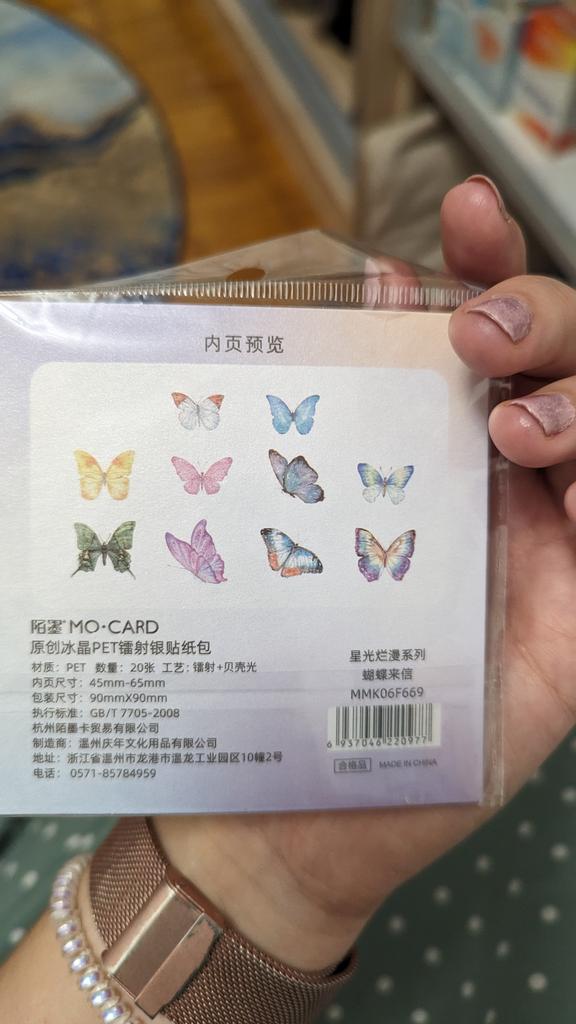 内页预览
陌墨 MO·CARD
原创冰晶PET镭射银贴纸包
材质：PET 数量：20张 工艺：镭射+贝壳光
内页尺寸：45mm-65mm
包装尺寸：90mmX90mm
执行标准：GB/T 7705-2008
杭州陌墨卡贸易有限公司
制造商：温州庆年文化用品有限公司
地址：浙江省温州市龙港市温龙工业园区10幢2号
电话： 0571-85784959
星光烂漫系列
蝴蝶来信
MMK06F669
6 937046 220977
合格品 MADE IN CHINA